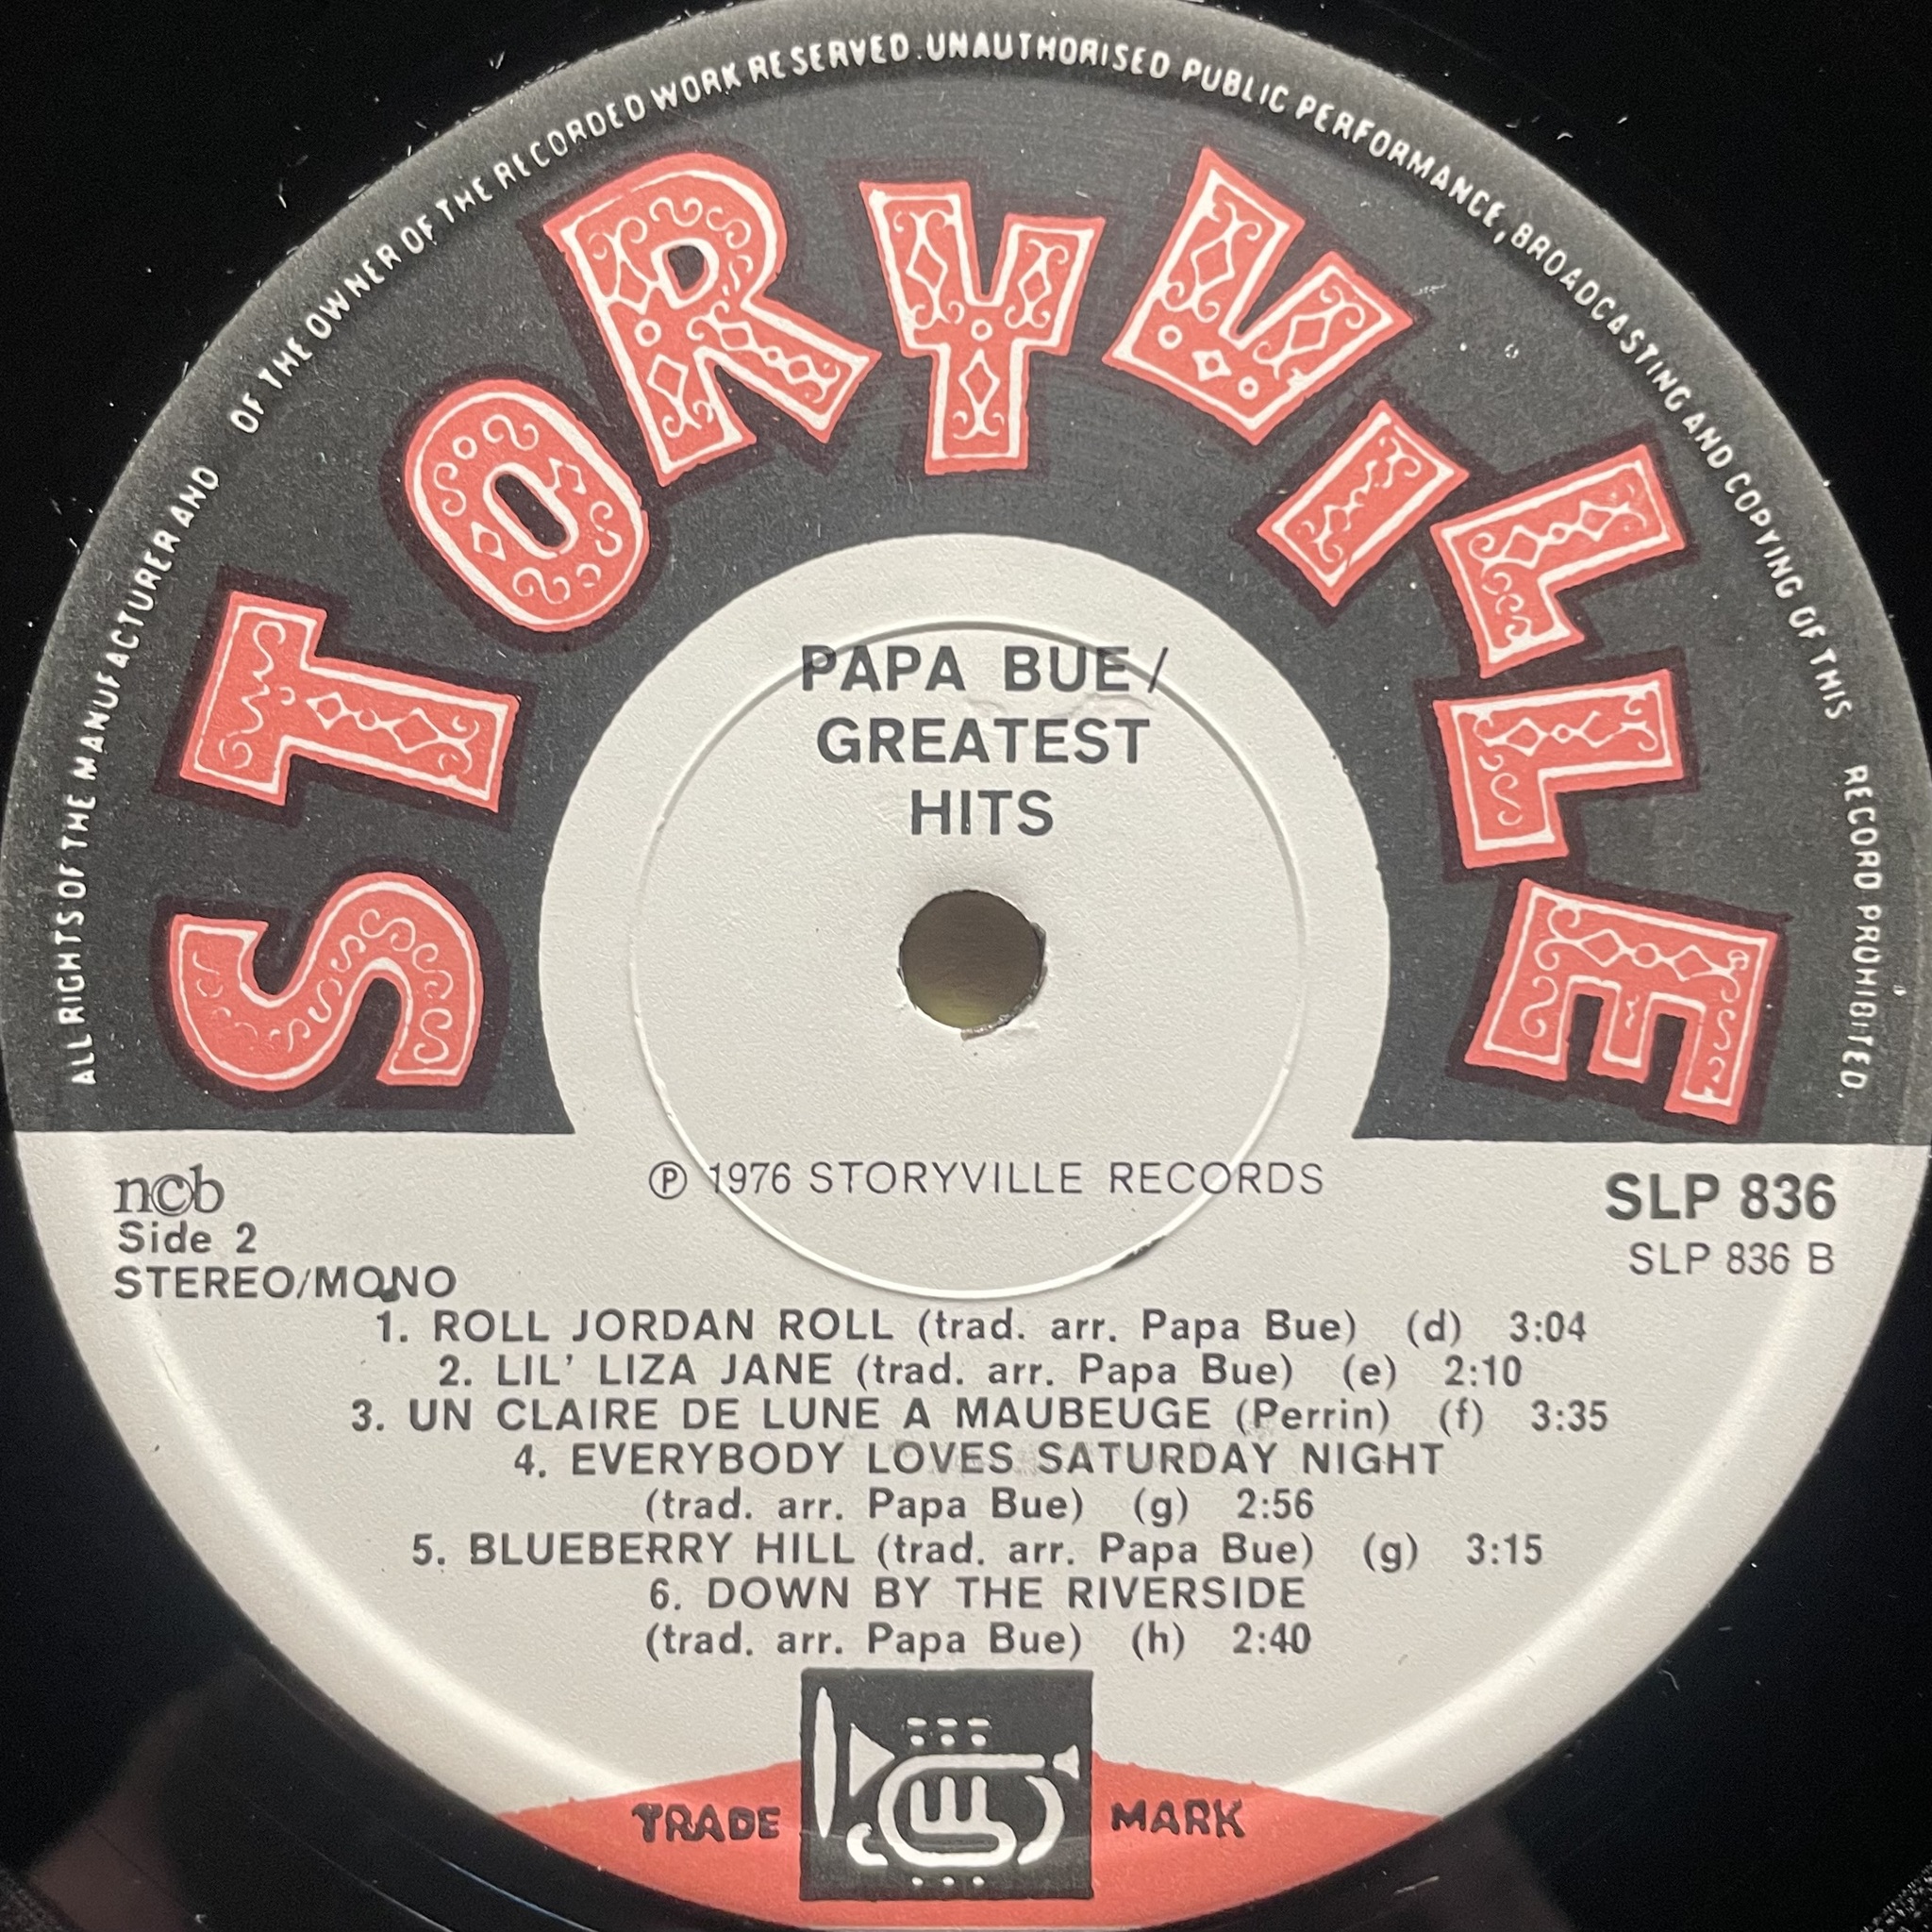 ALL RIGHTS OF THE MANUFACTURER AND OF THE OWNER OF THE RECORDED WORK RESERVED. UNAUTHORISED PUBLIC PERFORMANCE, BROADCASTING AND COPYING OF THIS RECORD PROHIBITED.
STORYVILLE
PAPA BUE/
GREATEST
HITS
℗ 1976 STORYVILLE RECORDS
ncb
Side 2
STEREO/MONO
SLP 836
SLP 836 B
1. ROLL JORDAN ROLL (trad. arr. Papa Bue) (d) 3:04
2. LIL' LIZA JANE (trad. arr. Papa Bue) (e) 2:10
3. UN CLAIRE DE LUNE A MAUBEUGE (Perrin) (f) 3:35
4. EVERYBODY LOVES SATURDAY NIGHT
(trad. arr. Papa Bue) (g) 2:56
5. BLUEBERRY HILL (trad. arr. Papa Bue) (g) 3:15
6. DOWN BY THE RIVERSIDE
(trad. arr. Papa Bue) (h) 2:40
TRADE MARK